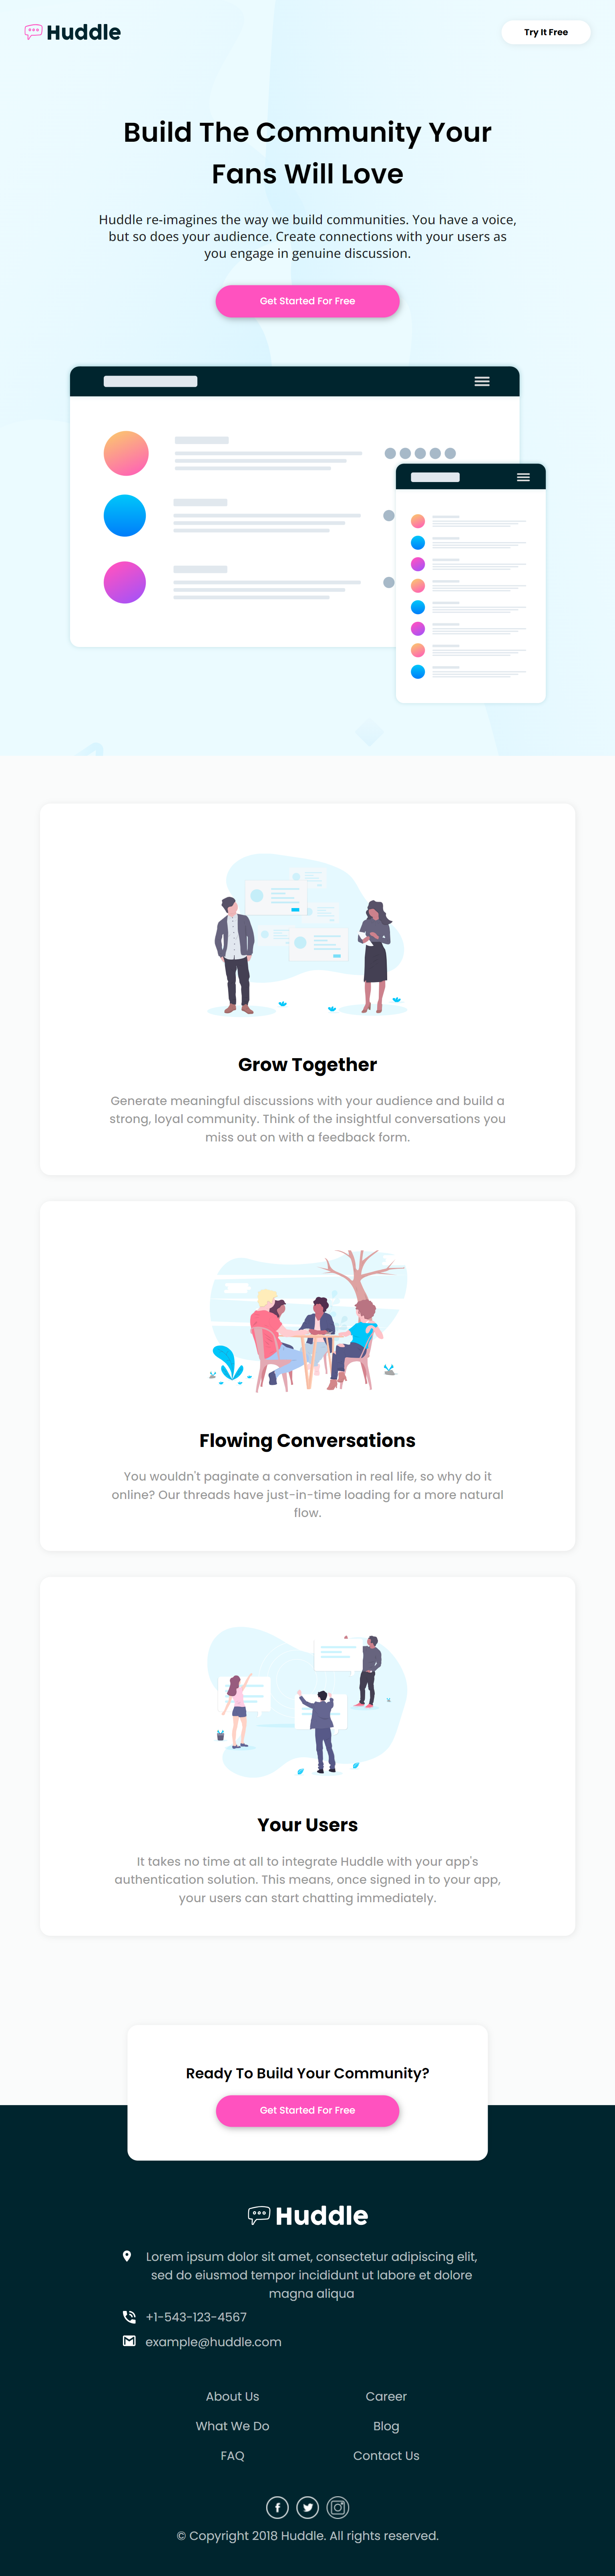 Huddle
Try It Free
Build The Community Your
Fans Will Love
Huddle re-imagines the way we build communities. You have a voice,
but so does your audience. Create connections with your users as
you engage in genuine discussion.
Get Started For Free
Grow Together
Generate meaningful discussions with your audience and build a
strong, loyal community. Think of the insightful conversations you
miss out on with a feedback form.
Flowing Conversations
You wouldn't paginate a conversation in real life, so why do it
online? Our threads have just-in-time loading for a more natural
flow.
Your Users
It takes no time at all to integrate Huddle with your app's
authentication solution. This means, once signed in to your app,
your users can start chatting immediately.
Ready To Build Your Community?
Get Started For Free
Huddle
Lorem ipsum dolor sit amet, consectetur adipiscing elit,
sed do eiusmod tempor incididunt ut labore et dolore
magna aliqua
+1-543-123-4567
example@huddle.com
About Us
Career
What We Do
Blog
FAQ
Contact Us
© Copyright 2018 Huddle. All rights reserved.